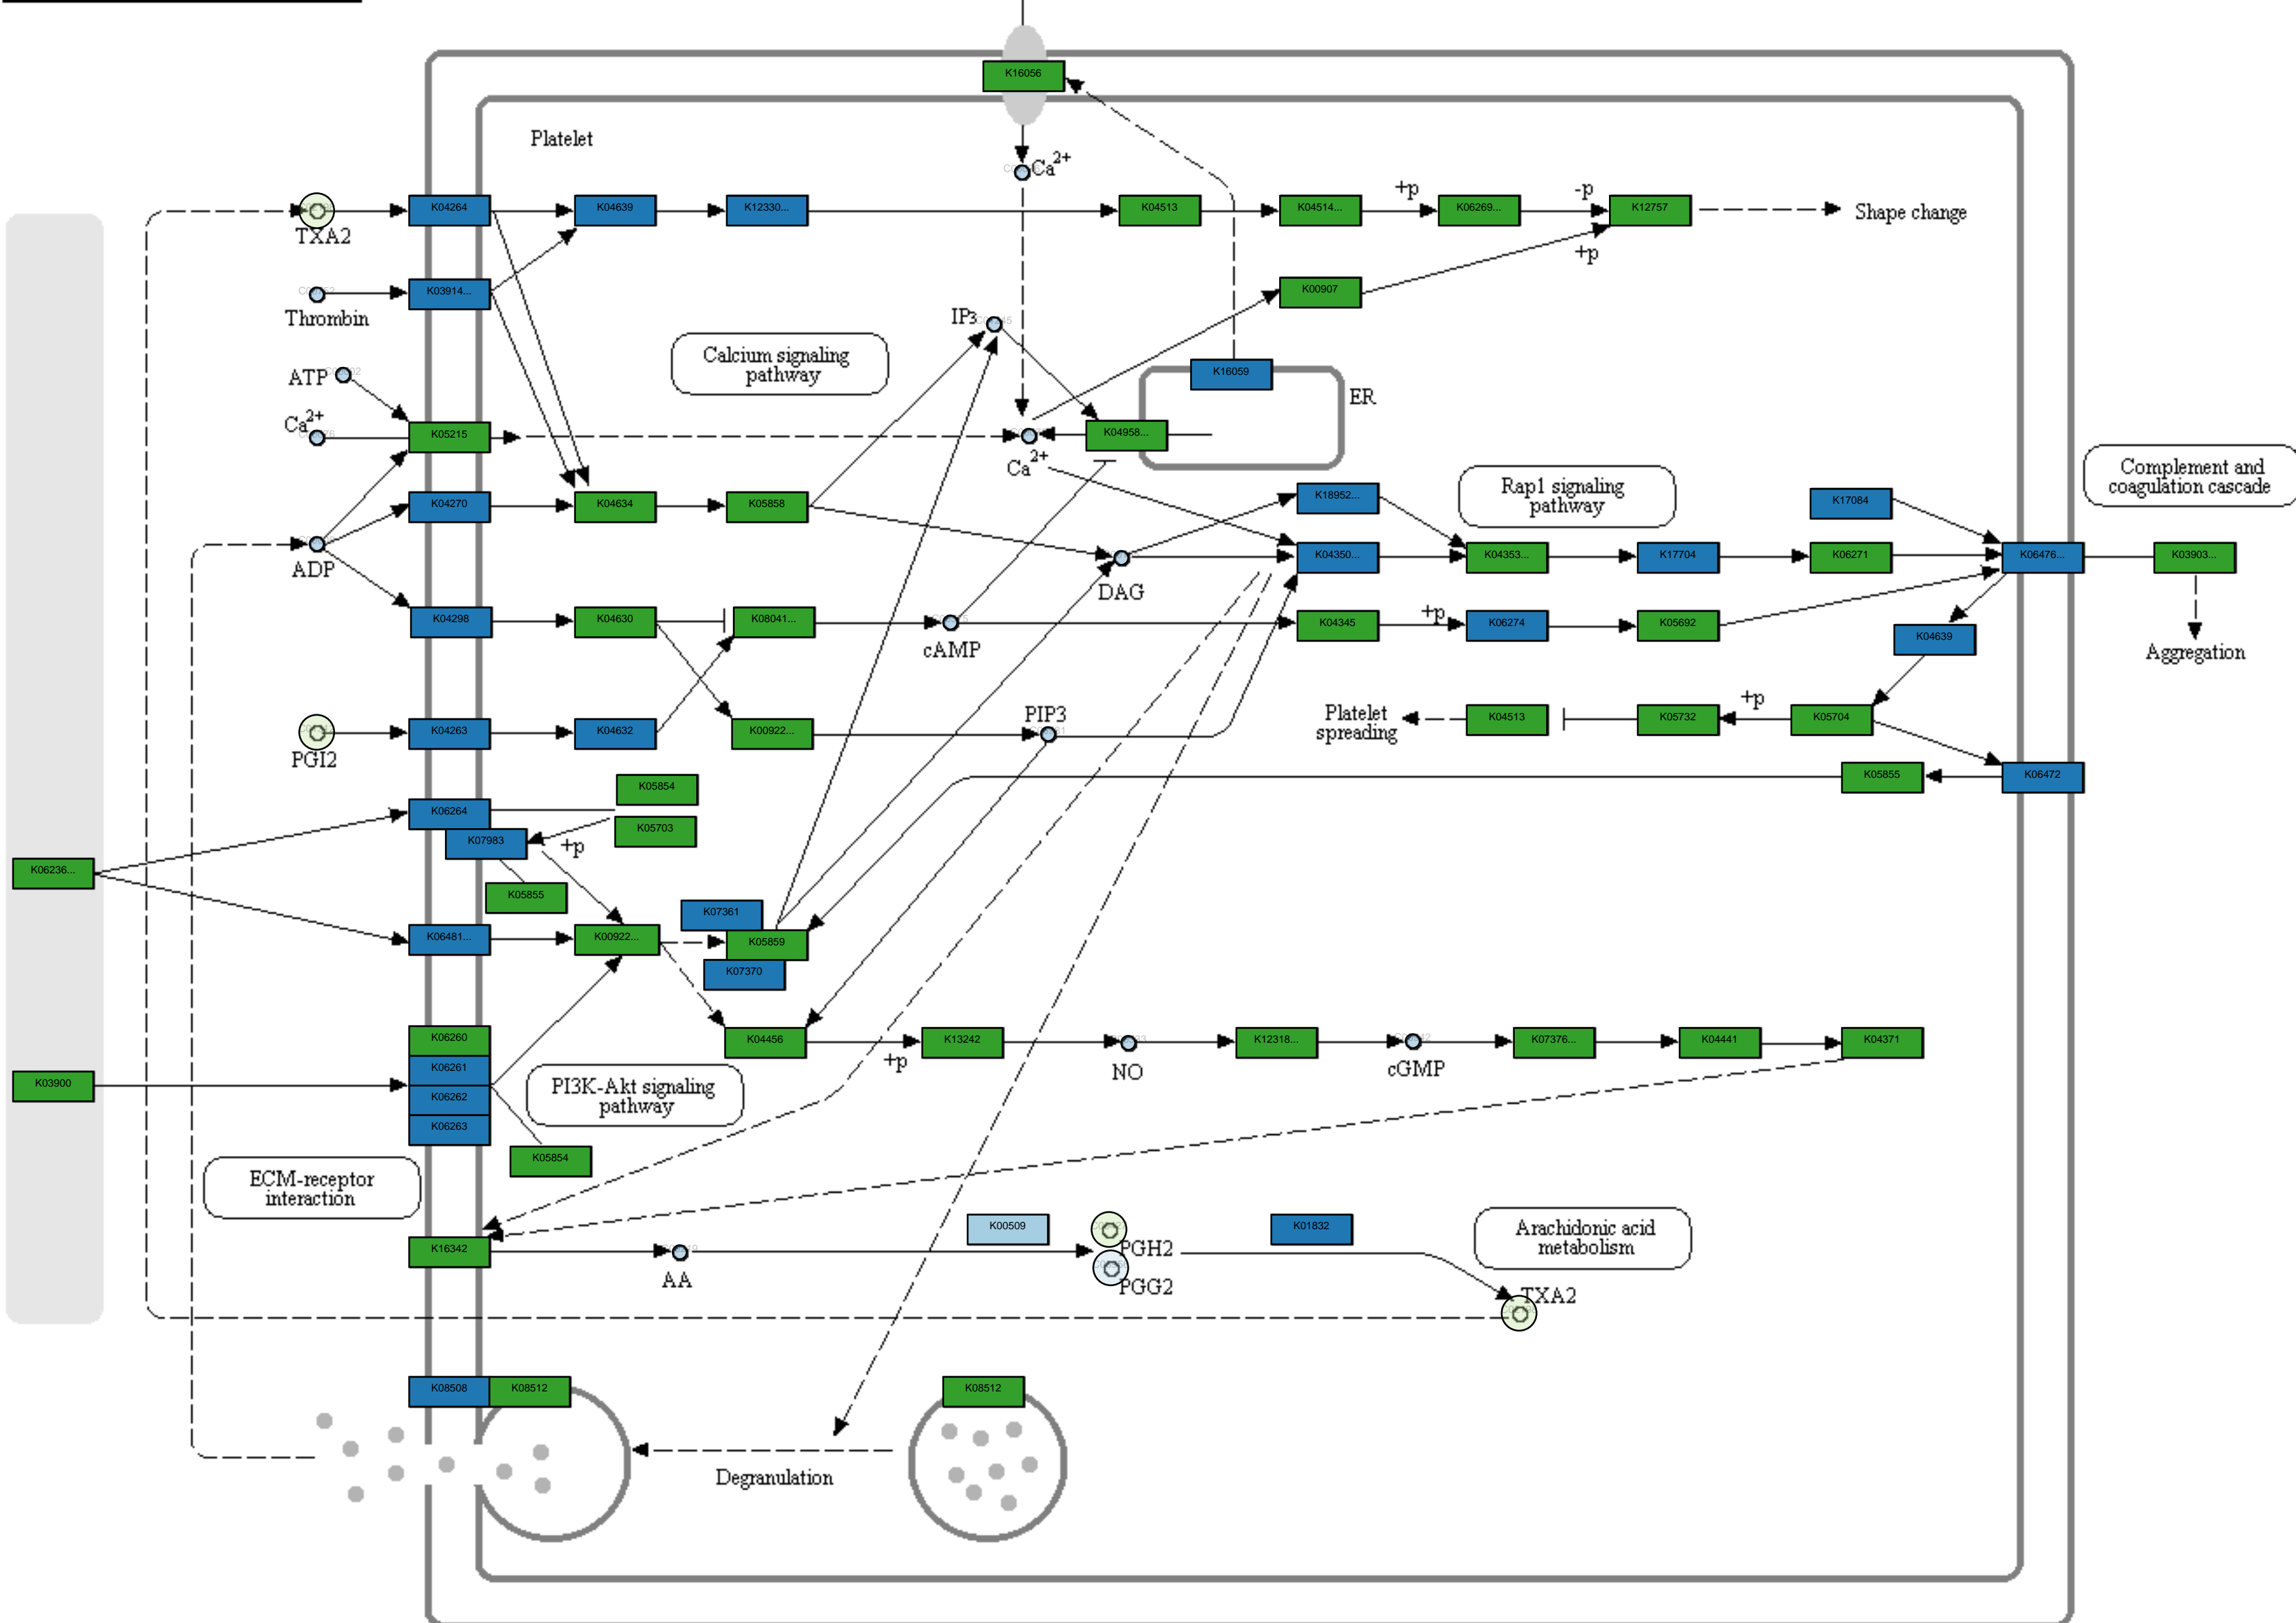 K16056
Platelet
Ca2+
K04264
K04639
K12330...
K04513
K04514...
+p
K06269...
-p
K12757
Shape change
TXA2
+p
K03914...
K00907
Thrombin
IP3
Calcium signaling
pathway
K16059
ATP
ER
Ca2+
K05215
K04958...
Ca2+
Complement and
coagulation cascade
Rap1 signaling
pathway
K04270
K04634
K05858
K18952...
K17084
ADP
DAG
K04350...
K04353...
K17704
K06271
K06476...
K03903...
K04298
K04630
K08041...
cAMP
K04345
+p
K06274
K05692
K04639
Aggregation
PGI2
K04263
K04632
K00922...
PIP3
Platelet
spreading
K04513
K05732
+p
K05704
K05855
K06472
K06264
K05854
K05703
K07983
+p
K06236...
K05855
K07361
K06481...
K00922...
K05859
K07370
K06260
K06261
K06262
K06263
K03900
K04456
+p
K13242
NO
K12318...
cGMP
K07376...
K04441
K04371
PI3K-Akt signaling
pathway
K05854
ECM-receptor
interaction
K16342
AA
K00509
PGH2
PGG2
K01832
Arachidonic acid
metabolism
TXA2
K08508
K08512
K08512
Degranulation